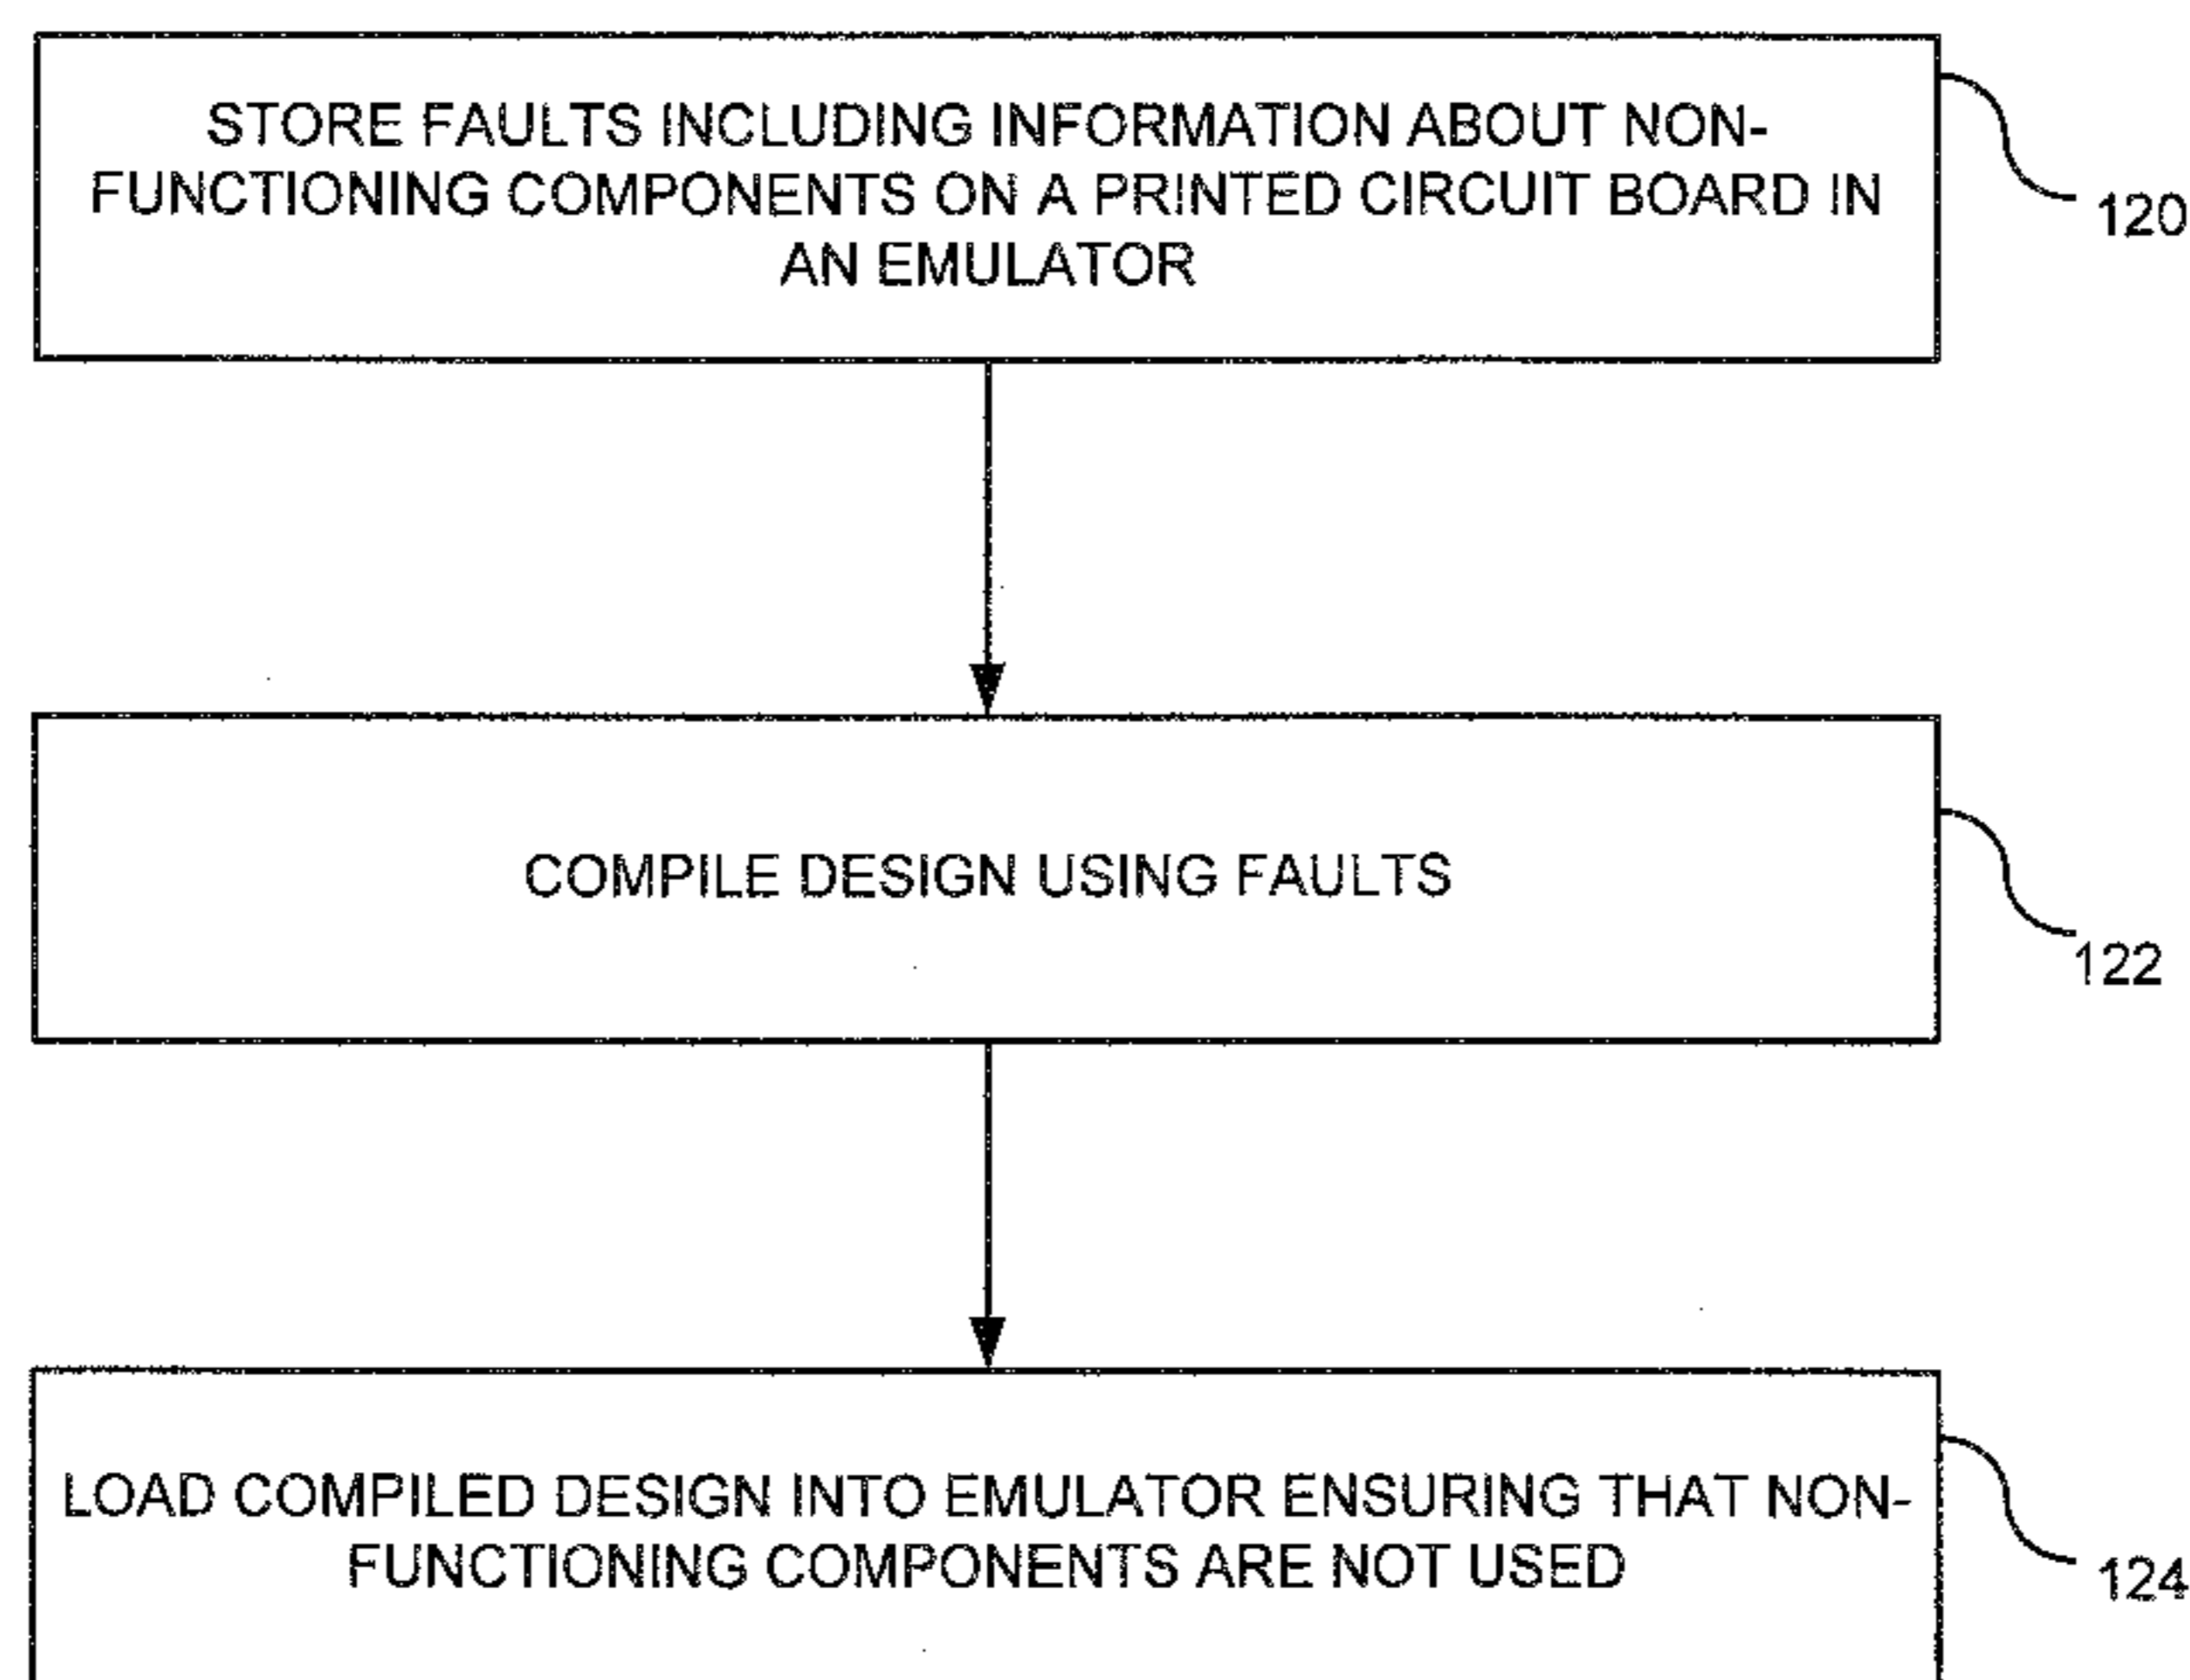 STORE FAULTS INCLUDING INFORMATION ABOUT NON-
FUNCTIONING COMPONENTS ON A PRINTED CIRCUIT BOARD IN
AN EMULATOR
120
COMPILE DESIGN USING FAULTS
122
LOAD COMPILED DESIGN INTO EMULATOR ENSURING THAT NON-
FUNCTIONING COMPONENTS ARE NOT USED
124